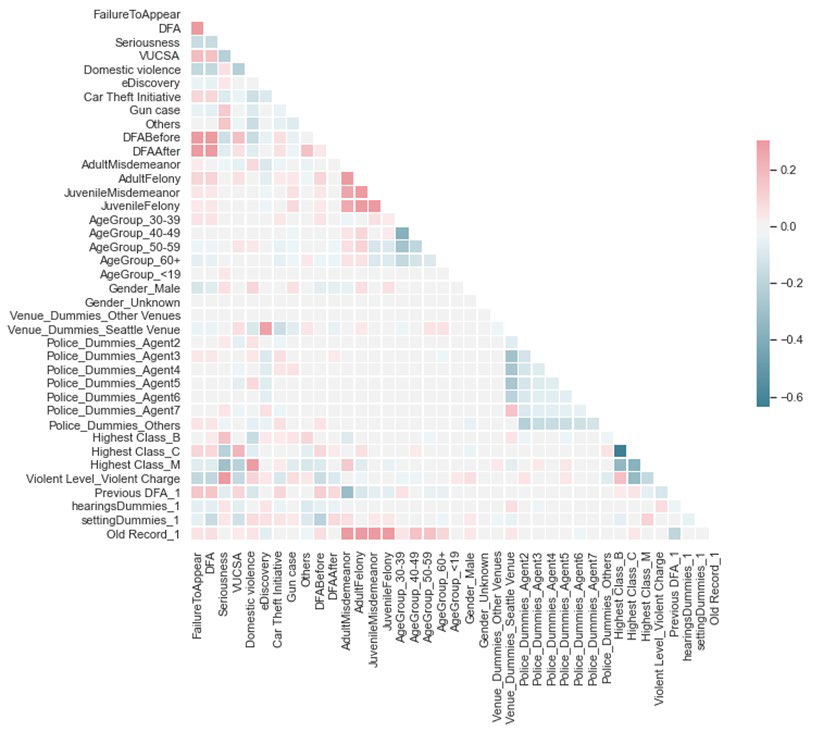 FailureToAppear
DFA
Seriousness
VUCSA
Domestic violence
eDiscovery
Car Theft Initiative
Gun case
Others
DFABefore
DFAAfter
AdultMisdemeanor
AdultFelony
JuvenileMisdemeanor
JuvenileFelony
AgeGroup_30-39
AgeGroup_40-49
AgeGroup_50-59
AgeGroup_60+
AgeGroup_<19
Gender_Male
Gender_Unknown
Venue_Dummies_Other Venues
Venue_Dummies_Seattle Venue
Police_Dummies_Agent2
Police_Dummies_Agent3
Police_Dummies_Agent4
Police_Dummies_Agent5
Police_Dummies_Agent6
Police_Dummies_Agent7
Police_Dummies_Others
Highest Class_B
Highest Class_C
Highest Class_M
Violent Level_Violent Charge
Previous DFA_1
hearingsDummies_1
settingDummies_1
Old Record_1
FailureToAppear
DFA
Seriousness
VUCSA
Domestic violence
eDiscovery
Car Theft Initiative
Gun case
Others
DFABefore
DFAAfter
AdultMisdemeanor
AdultFelony
JuvenileMisdemeanor
JuvenileFelony
AgeGroup_30-39
AgeGroup_40-49
AgeGroup_50-59
AgeGroup_60+
AgeGroup_<19
Gender_Male
Gender_Unknown
Venue_Dummies_Other Venues
Venue_Dummies_Seattle Venue
Police_Dummies_Agent2
Police_Dummies_Agent3
Police_Dummies_Agent4
Police_Dummies_Agent5
Police_Dummies_Agent6
Police_Dummies_Agent7
Police_Dummies_Others
Highest Class_B
Highest Class_C
Highest Class_M
Violent Level_Violent Charge
Previous DFA_1
hearingsDummies_1
settingDummies_1
Old Record_1
0.2
0.0
−0.2
−0.4
−0.6